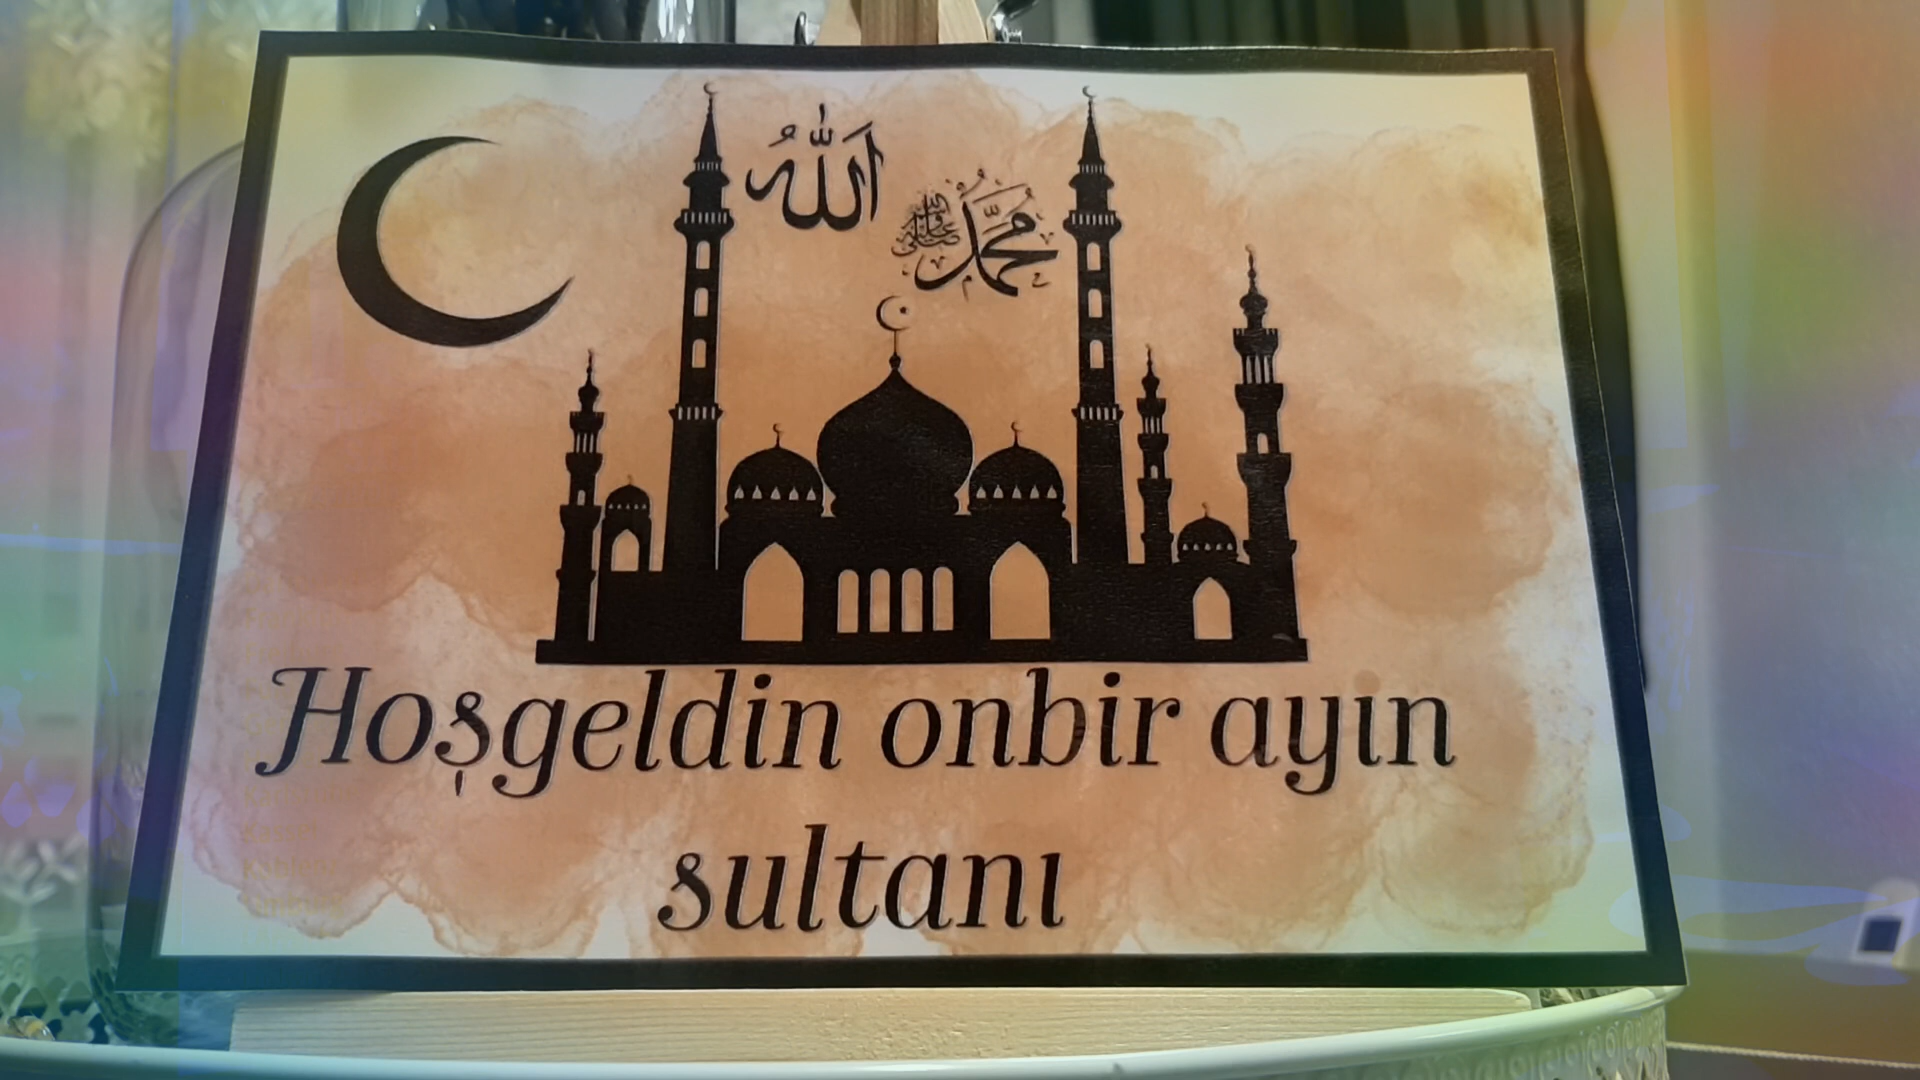 الله
محمد ﷺ
Hoşgeldin onbir ayın
sultanı